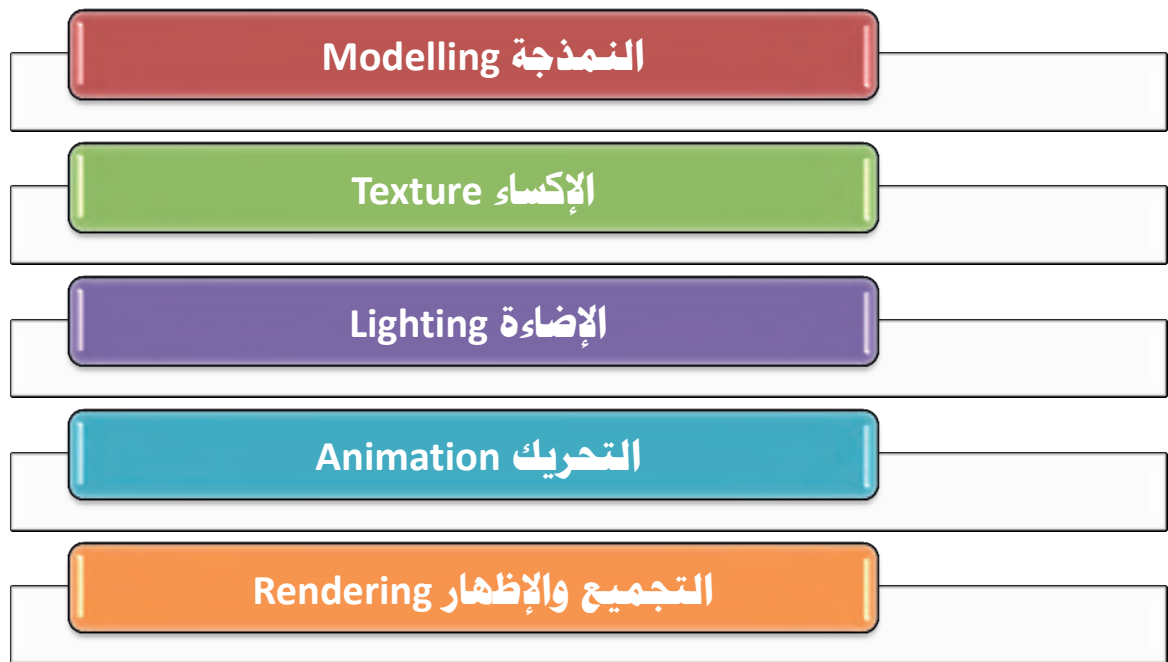 النمذجة Modelling
الإكساء Texture
الإضاءة Lighting
التحريك Animation
التجميع والإظهار Rendering